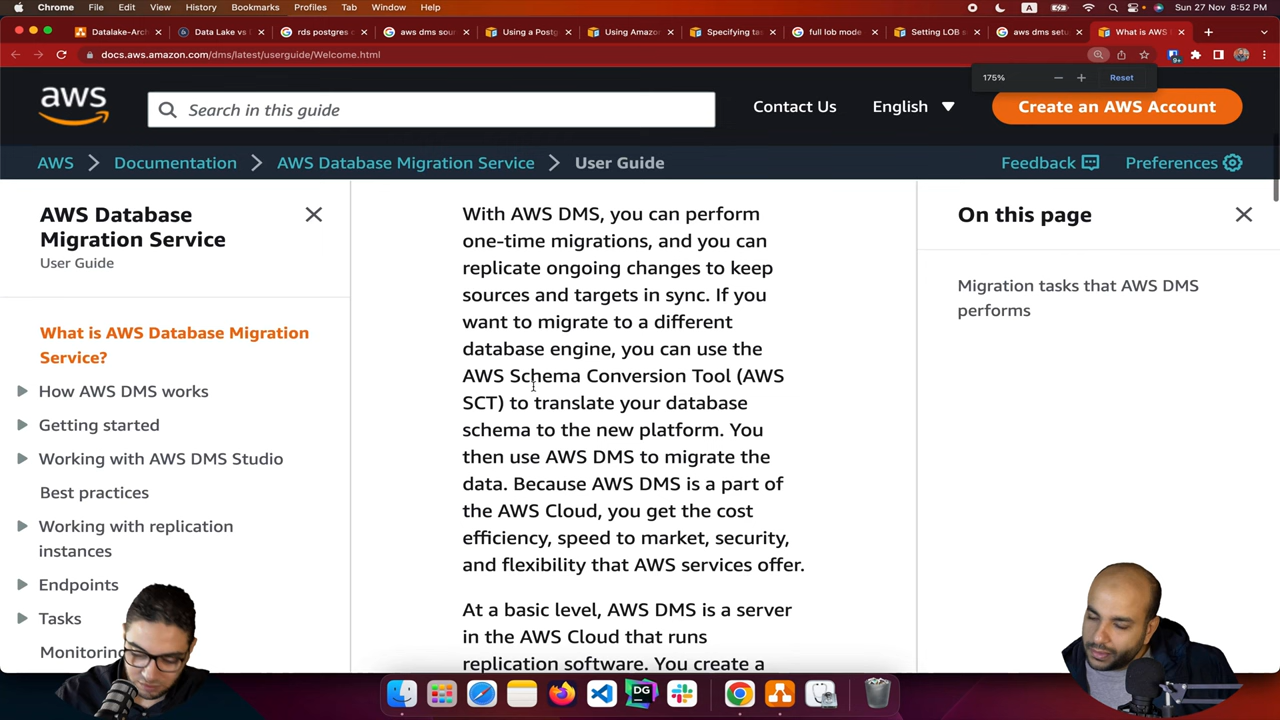 Chrome File Edit View History Bookmarks Profiles Tab Window Help
A
Sun 27 Nov 8:52 PM
Datalake-Arch
Data Lake vs
rds postgres
aws dms sou
Using a Postg
Using Amazon
Specifying ta
full lob mode
Setting LOB s
aws dms setu
What is AWS
docs.aws.amazon.com/dms/latest/userguide/Welcome.html
175%
Reset
aws
Search in this guide
Contact Us
English
Create an AWS Account
AWS
Documentation
AWS Database Migration Service
User Guide
Feedback
Preferences
AWS Database
Migration Service
User Guide
What is AWS Database Migration
Service?
How AWS DMS works
Getting started
Working with AWS DMS Studio
Best practices
Working with replication
instances
Endpoints
Tasks
Monitoring
With AWS DMS, you can perform
one-time migrations, and you can
replicate ongoing changes to keep
sources and targets in sync. If you
want to migrate to a different
database engine, you can use the
AWS Schema Conversion Tool (AWS
SCT) to translate your database
schema to the new platform. You
then use AWS DMS to migrate the
data. Because AWS DMS is a part of
the AWS Cloud, you get the cost
efficiency, speed to market, security,
and flexibility that AWS services offer.
At a basic level, AWS DMS is a server
in the AWS Cloud that runs
replication software. You create a
On this page
Migration tasks that AWS DMS
performs
DG